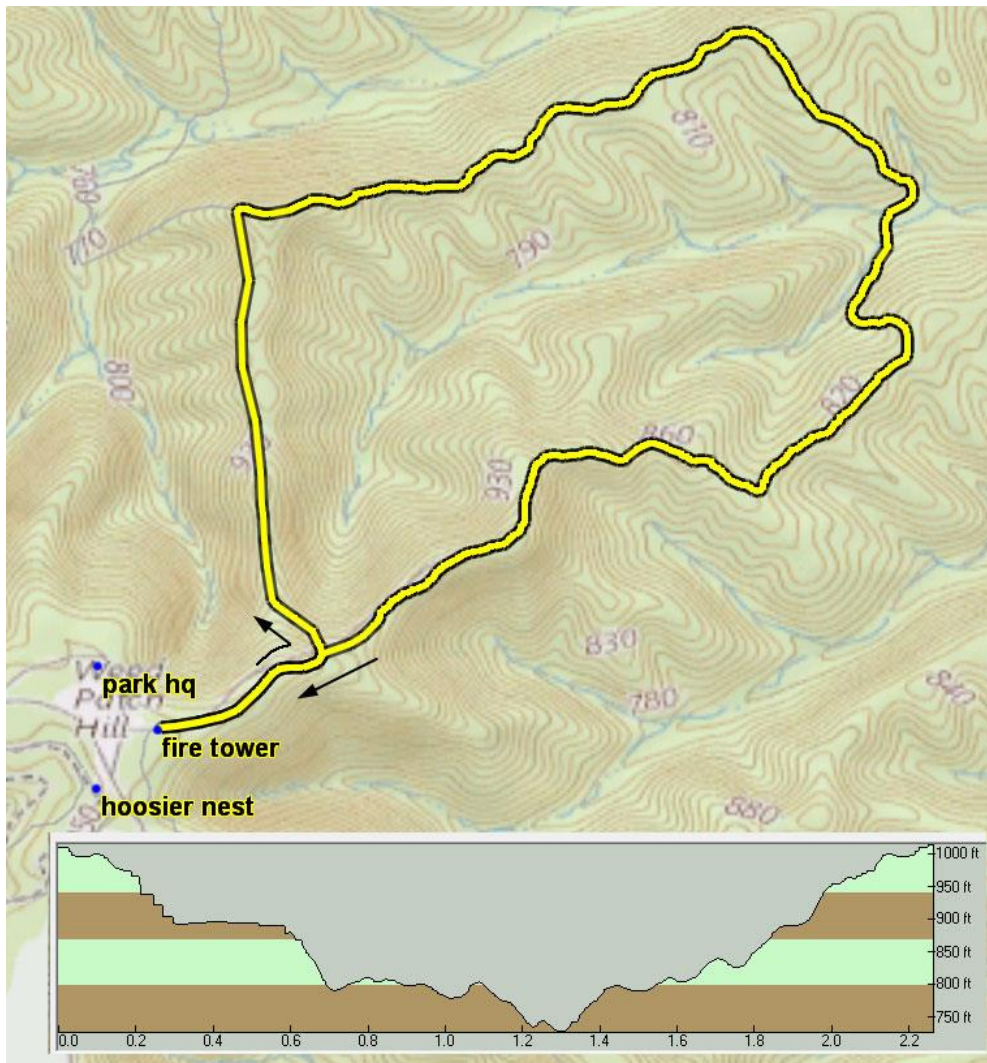 810
700
710
790
800
820
860
930
830
780
840
Weed
park hq
Patch
Hill
fire tower
hoosier nest
880
1000 ft
950 ft
900 ft
850 ft
800 ft
750 ft
0.0 0.2 0.4 0.6 0.8 1.0 1.2 1.4 1.6 1.8 2.0 2.2